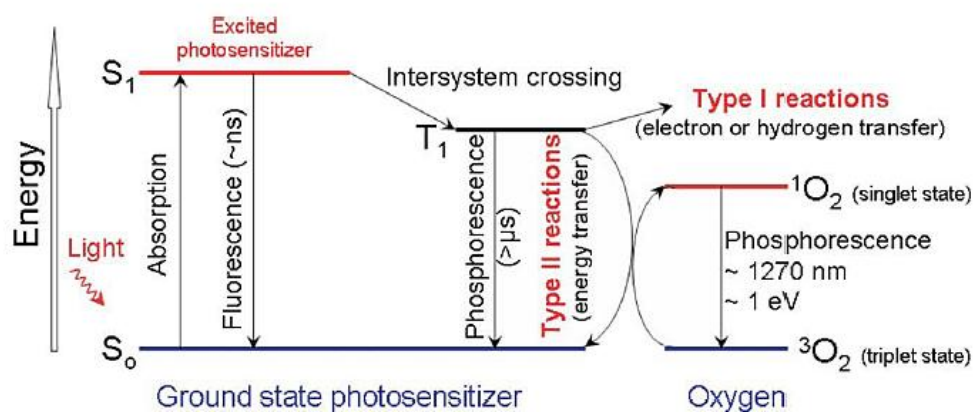 Excited
photosensitizer
S₁
Intersystem crossing
Type I reactions
(electron or hydrogen transfer)
T₁
Energy
Light
Absorption
Fluorescence (~ns)
Phosphorescence
(>μs)
Type II reactions
(energy transfer)
¹O₂ (singlet state)
Phosphorescence
~ 1270 nm
~ 1 eV
S₀
³O₂ (triplet state)
Ground state photosensitizer
Oxygen